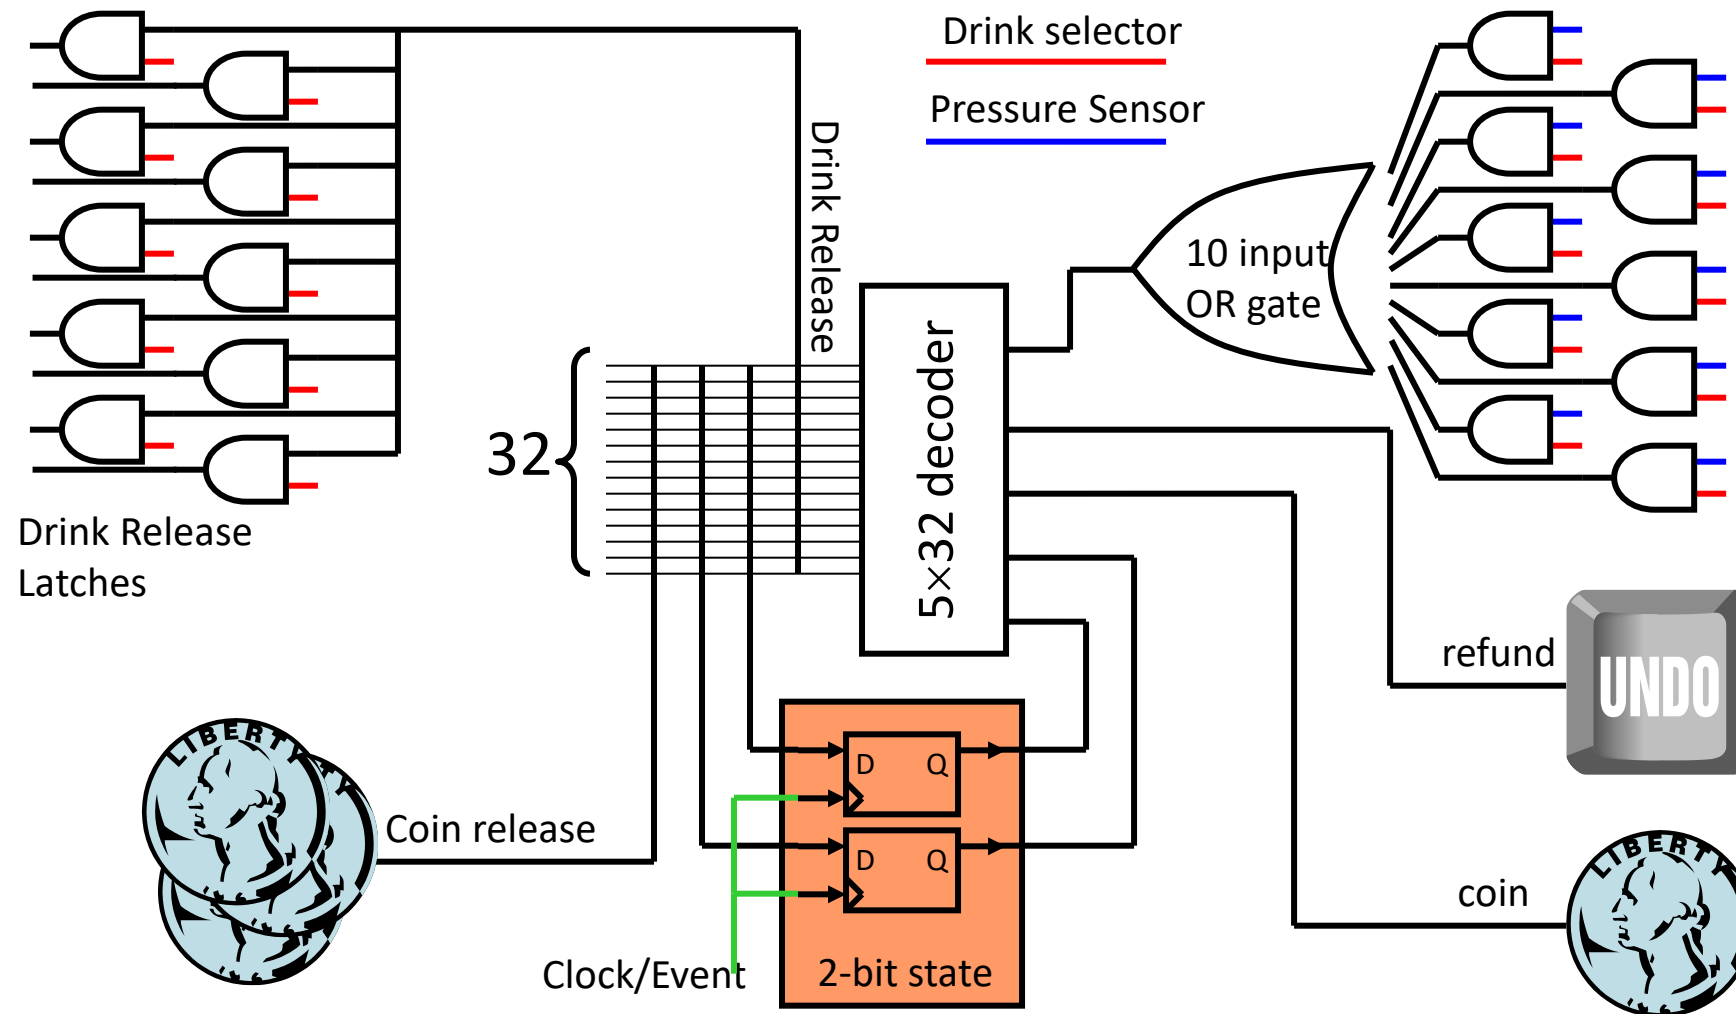 Drink selector
Pressure Sensor
Drink Release
10 input
OR gate
5×32 decoder
32
Drink Release
Latches
refund
UNDO
LIBERTY
D Q
D Q
Coin release
coin
LIBERTY
Clock/Event
2-bit state